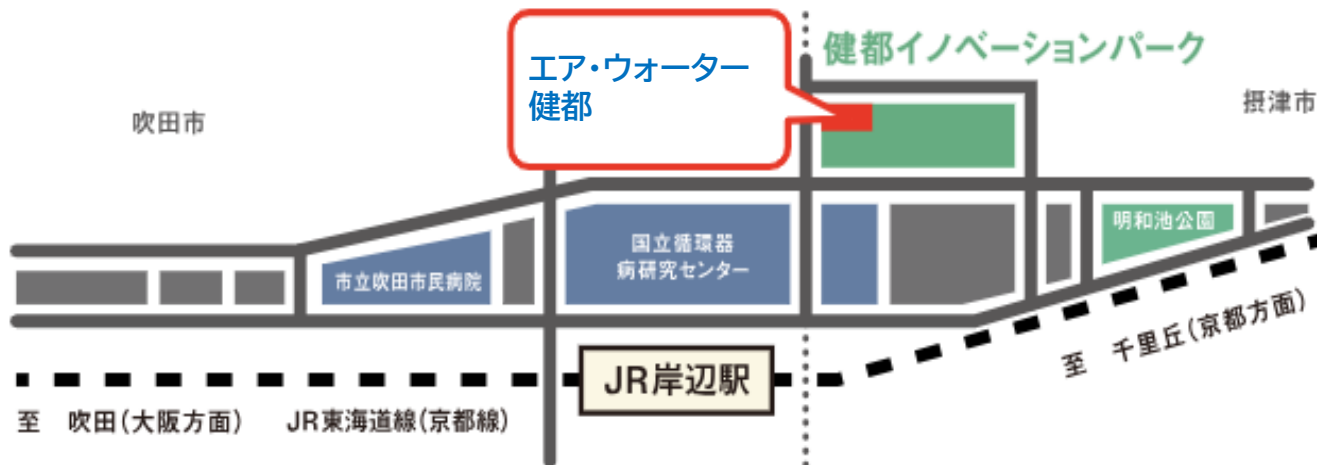 エア・ウォーター
健都
健都イノベーションパーク
吹田市
摂津市
明和池公園
国立循環器
病研究センター
市立吹田市民病院
JR岸辺駅
至 千里丘(京都方面)
至 吹田(大阪方面)
JR東海道線(京都線)